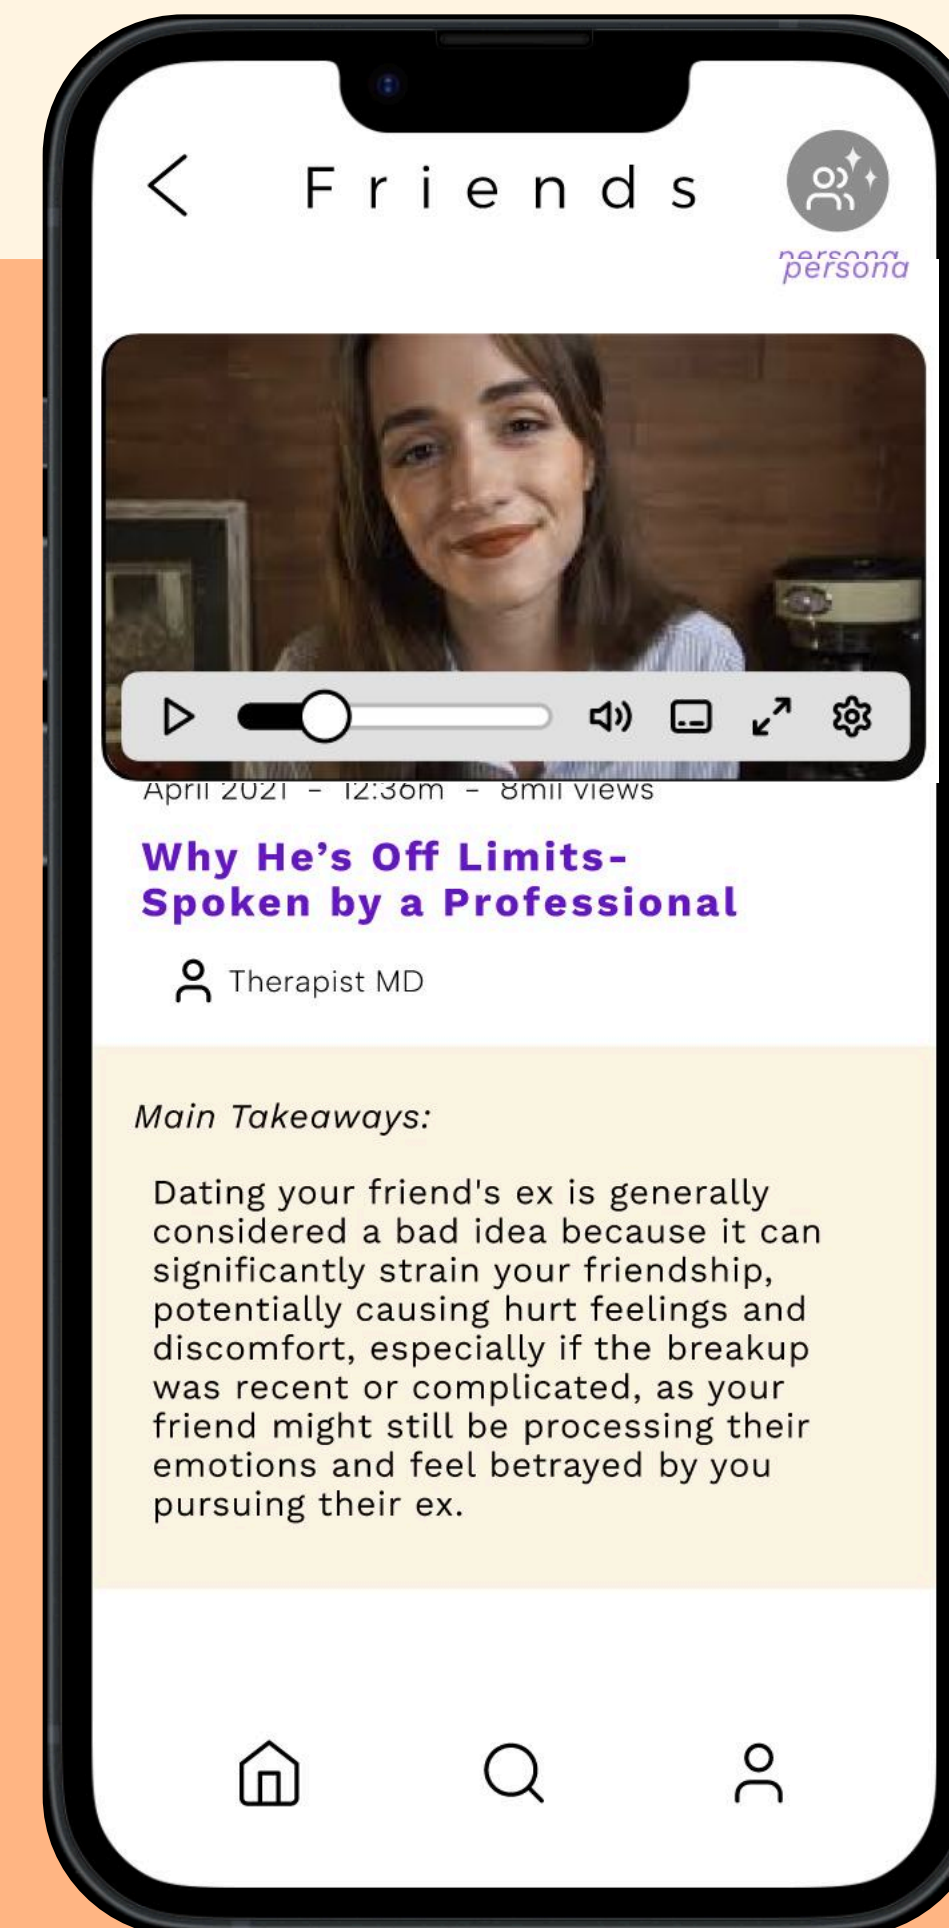 Friends
persona
persona
April 2021 - 12:36m - 8mil views
Why He's Off Limits-
Spoken by a Professional
Therapist MD
Main Takeaways:
Dating your friend's ex is generally
considered a bad idea because it can
significantly strain your friendship,
potentially causing hurt feelings and
discomfort, especially if the breakup
was recent or complicated, as your
friend might still be processing their
emotions and feel betrayed by you
pursuing their ex.